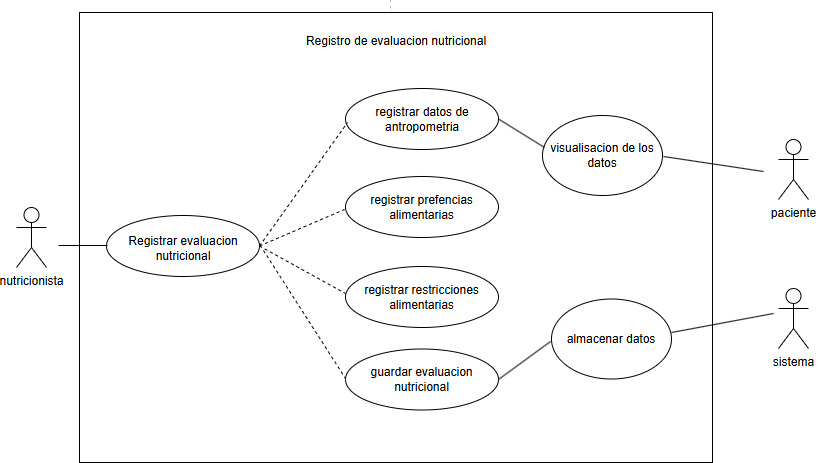 Registro de evaluacion nutricional
registrar datos de
antropometria
visualisacion de los
datos
registrar prefencias
alimentarias
paciente
Registrar evaluacion
nutricional
nutricionista
registrar restricciones
alimentarias
almacenar datos
sistema
guardar evaluacion
nutricional